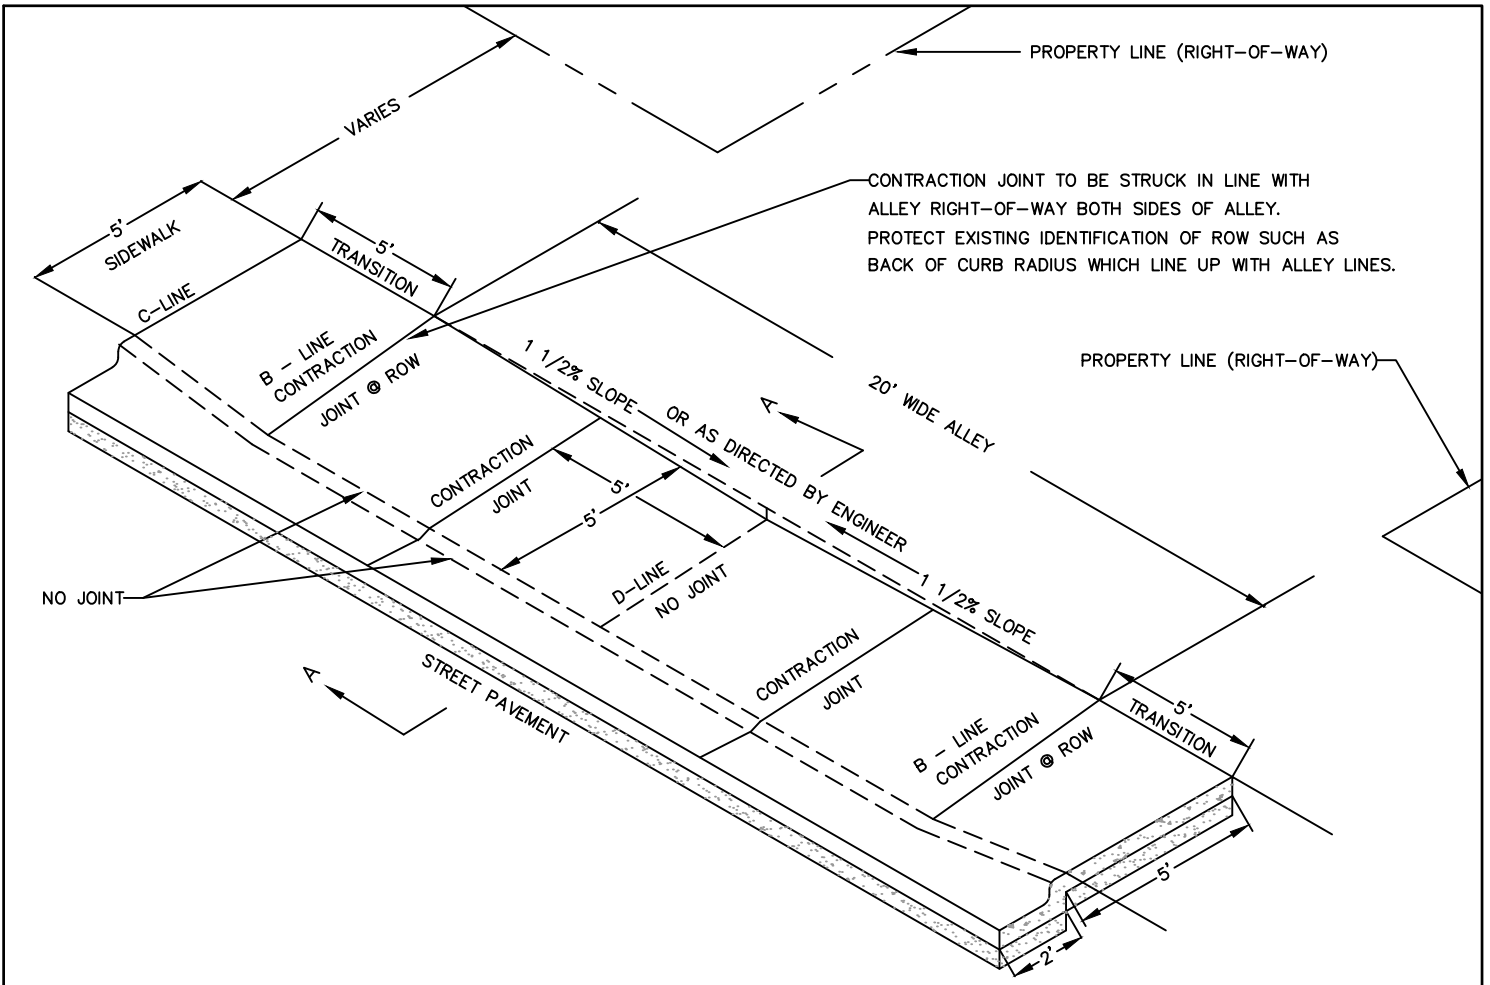 PROPERTY LINE (RIGHT-OF-WAY)
VARIES
CONTRACTION JOINT TO BE STRUCK IN LINE WITH
ALLEY RIGHT-OF-WAY BOTH SIDES OF ALLEY.
PROTECT EXISTING IDENTIFICATION OF ROW SUCH AS
BACK OF CURB RADIUS WHICH LINE UP WITH ALLEY LINES.
5'
SIDEWALK
5'
TRANSITION
C-LINE
B - LINE
CONTRACTION
JOINT @ ROW
1 1/2% SLOPE
OR AS DIRECTED BY ENGINEER
1 1/2% SLOPE
A
20' WIDE ALLEY
PROPERTY LINE (RIGHT-OF-WAY)
CONTRACTION
JOINT
5'
5'
D-LINE
NO JOINT
NO JOINT
A
STREET PAVEMENT
CONTRACTION
JOINT
B - LINE
CONTRACTION
JOINT @ ROW
5'
TRANSITION
5'
2'